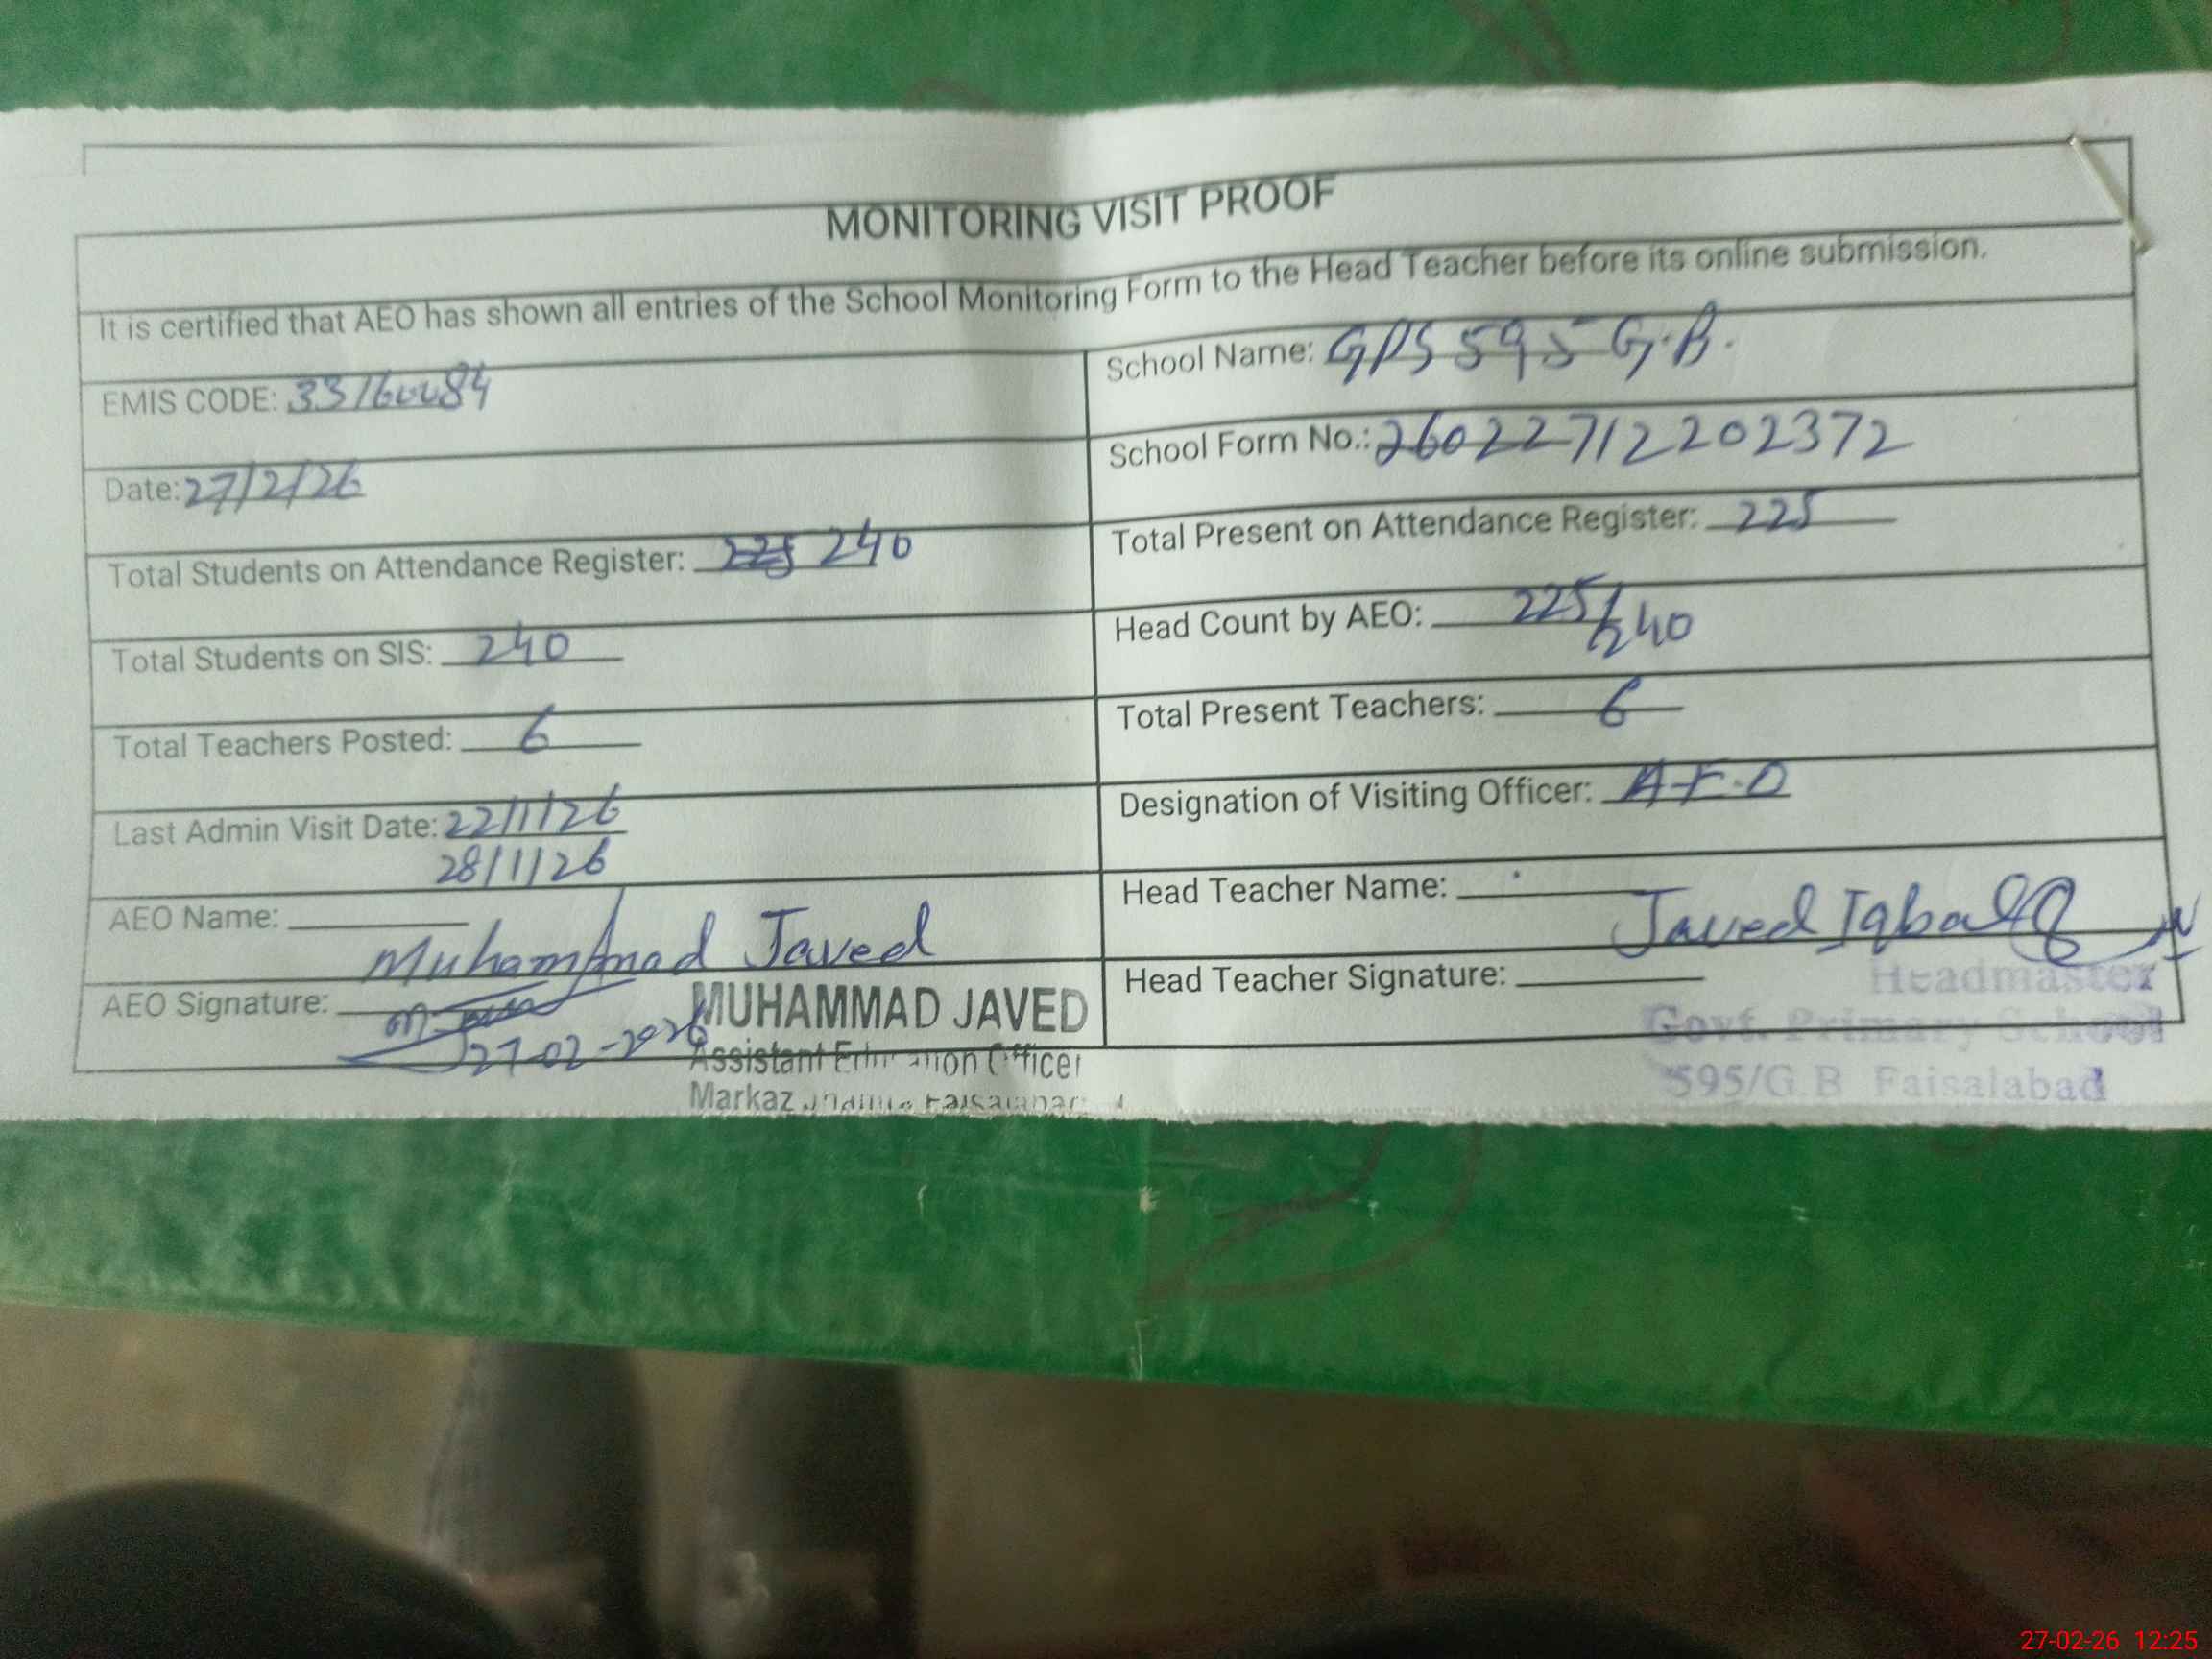 MONITORING VISIT PROOF
It is certified that AEO has shown all entries of the School Monitoring Form to the Head Teacher before its online submission.
EMIS CODE: 33160084
School Name: GPS 595 G.B.
Date: 27/2/26
School Form No.: 26022712202372
Total Students on Attendance Register: 225 240
Total Present on Attendance Register: 225
Total Students on SIS: 240
Head Count by AEO: 225/240
Total Teachers Posted: 6
Total Present Teachers: 6
Last Admin Visit Date: 22/1/26
28/1/26
Designation of Visiting Officer: A.E.O
AEO Name: Muhammad Javed
Head Teacher Name: Javed Iqbal
AEO Signature:
27-02-2026
MUHAMMAD JAVED
Assistant Education Officer
Markaz Faisalabad
Head Teacher Signature:
Headmaster
Govt. Primary School
595/G.B Faisalabad
27-02-26 12:25